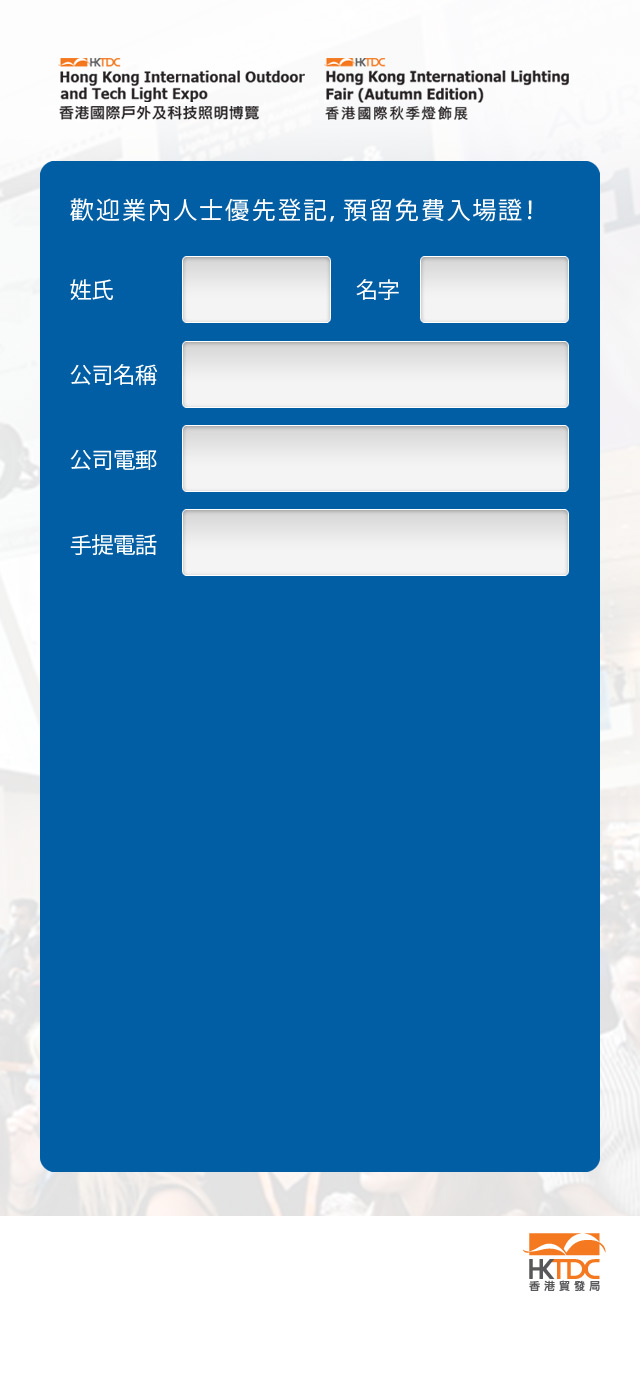 HKTDC
Hong Kong International Outdoor
and Tech Light Expo
香港國際戶外及科技照明博覽
HKTDC
Hong Kong International Lighting
Fair (Autumn Edition)
香港國際秋季燈飾展
歡迎業內人士優先登記, 預留免費入場證!
姓氏
名字
公司名稱
公司電郵
手提電話
HKTDC
香港貿發局